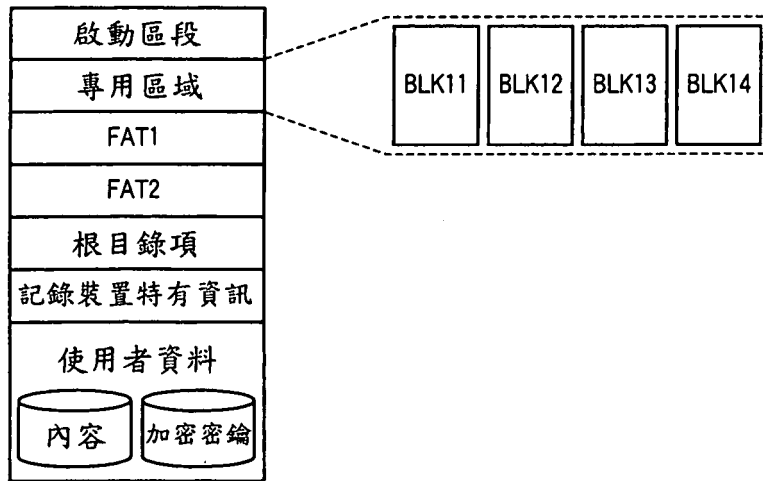 啟動區段
專用區域
FAT1
FAT2
根目錄項
記錄裝置特有資訊
使用者資料
內容
加密密鑰
BLK11
BLK12
BLK13
BLK14